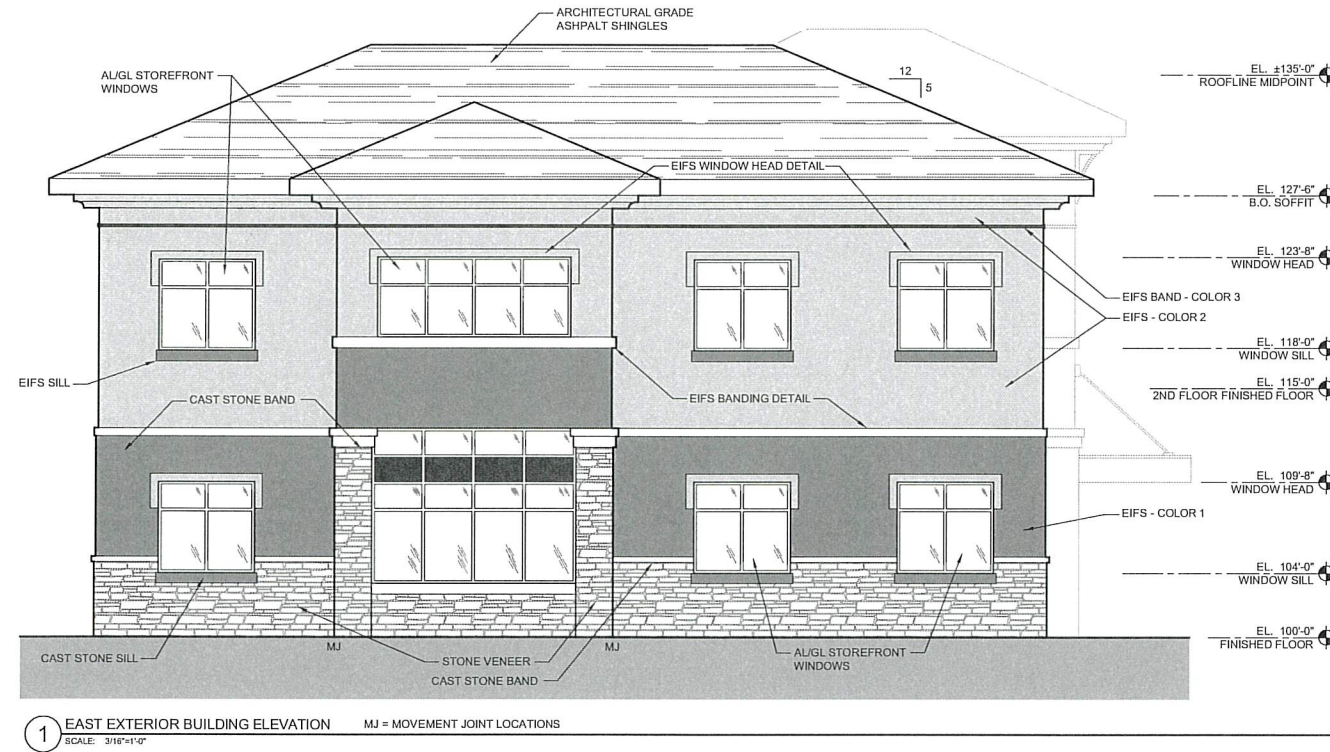 ARCHITECTURAL GRADE
ASHPALT SHINGLES
AL/GL STOREFRONT
WINDOWS
12
5
EL. ±135'-0"
ROOFLINE MIDPOINT
EIFS WINDOW HEAD DETAIL
EL. 127'-6"
B.O. SOFFIT
EL. 123'-8"
WINDOW HEAD
EIFS BAND - COLOR 3
EIFS - COLOR 2
EL. 118'-0"
WINDOW SILL
EIFS SILL
EL. 115'-0"
2ND FLOOR FINISHED FLOOR
CAST STONE BAND
EIFS BANDING DETAIL
EL. 109'-8"
WINDOW HEAD
EIFS - COLOR 1
EL. 104'-0"
WINDOW SILL
EL. 100'-0"
FINISHED FLOOR
MJ
MJ
CAST STONE SILL
STONE VENEER
CAST STONE BAND
AL/GL STOREFRONT
WINDOWS
1
EAST EXTERIOR BUILDING ELEVATION
MJ = MOVEMENT JOINT LOCATIONS
SCALE: 3/16"=1'-0"